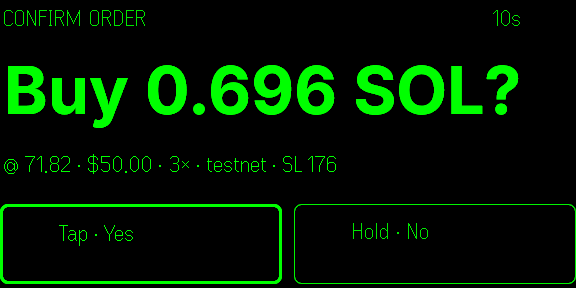 CONFIRM ORDER 10s
Buy 0.696 SOL?
@ 71.82 · $50.00 · 3× · testnet · SL 176
Tap · Yes Hold · No